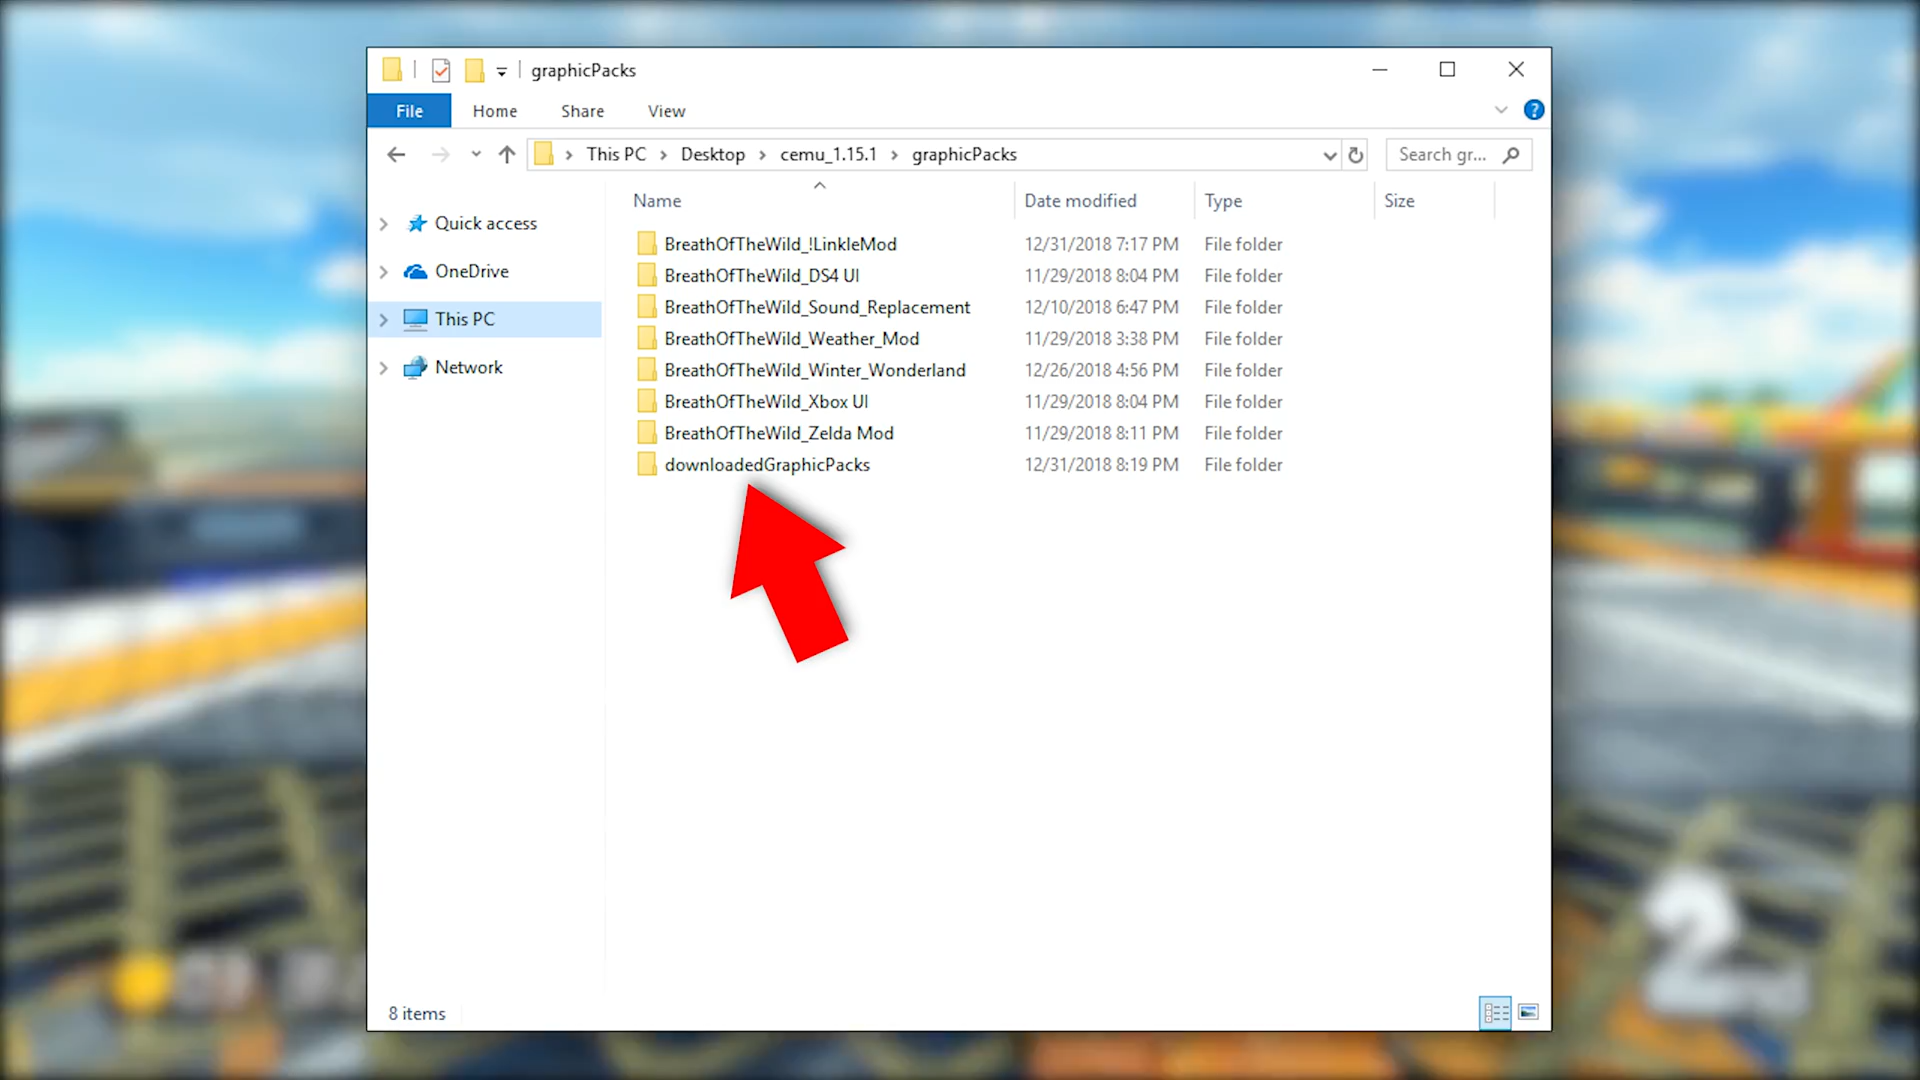 graphicPacks
File Home Share View
This PC Desktop cemu_1.15.1 graphicPacks
Search gr...
Quick access
OneDrive
This PC
Network
Name Date modified Type Size
BreathOfTheWild_!LinkleMod 12/31/2018 7:17 PM File folder
BreathOfTheWild_DS4 UI 11/29/2018 8:04 PM File folder
BreathOfTheWild_Sound_Replacement 12/10/2018 6:47 PM File folder
BreathOfTheWild_Weather_Mod 11/29/2018 3:38 PM File folder
BreathOfTheWild_Winter_Wonderland 12/26/2018 4:56 PM File folder
BreathOfTheWild_Xbox UI 11/29/2018 8:04 PM File folder
BreathOfTheWild_Zelda Mod 11/29/2018 8:11 PM File folder
downloadedGraphicPacks 12/31/2018 8:19 PM File folder
8 items
2nd